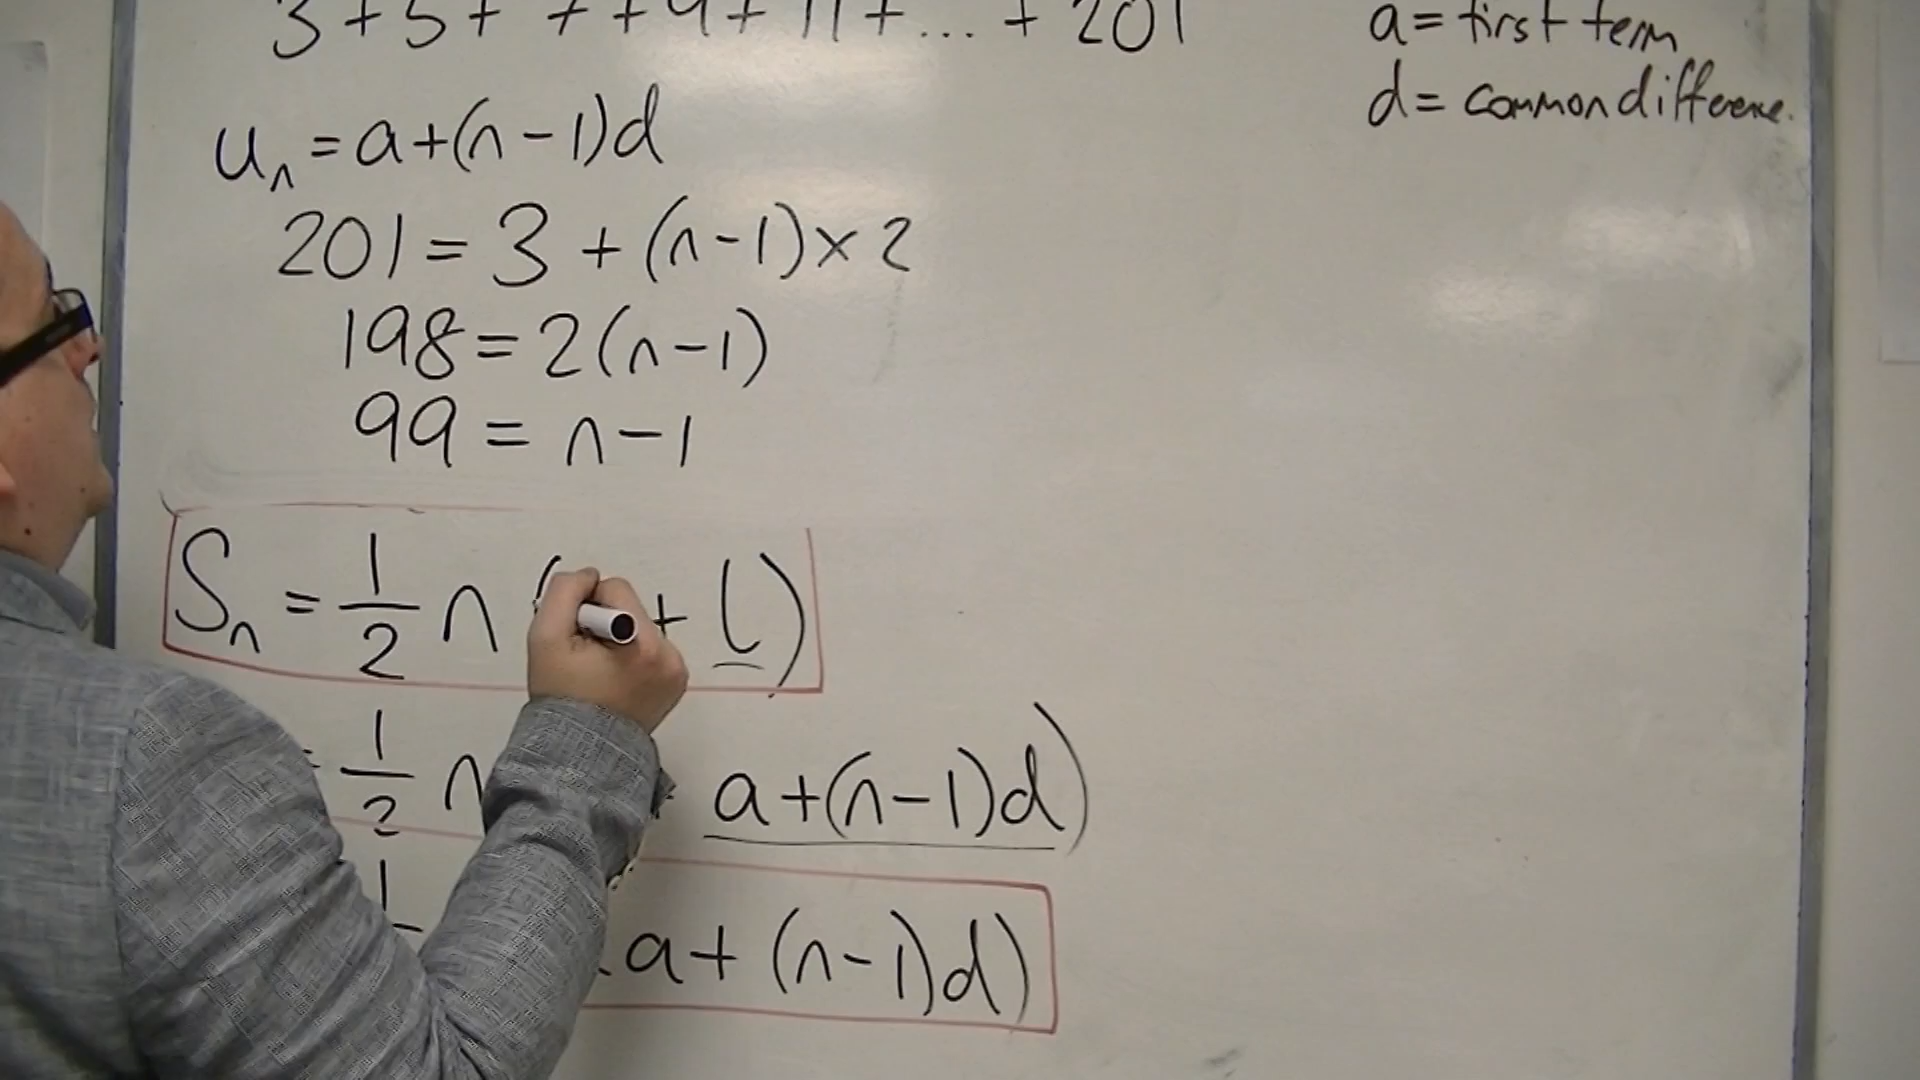 3 + 5 + 7 + 9 + 11 + ... + 201
a = first term
d = common difference.
uₙ = a + (n - 1)d
201 = 3 + (n - 1) × 2
198 = 2(n - 1)
99 = n - 1
Sₙ = 1/2 n ( + l)
= 1/2 n a + (n - 1)d)
a + (n - 1)d)